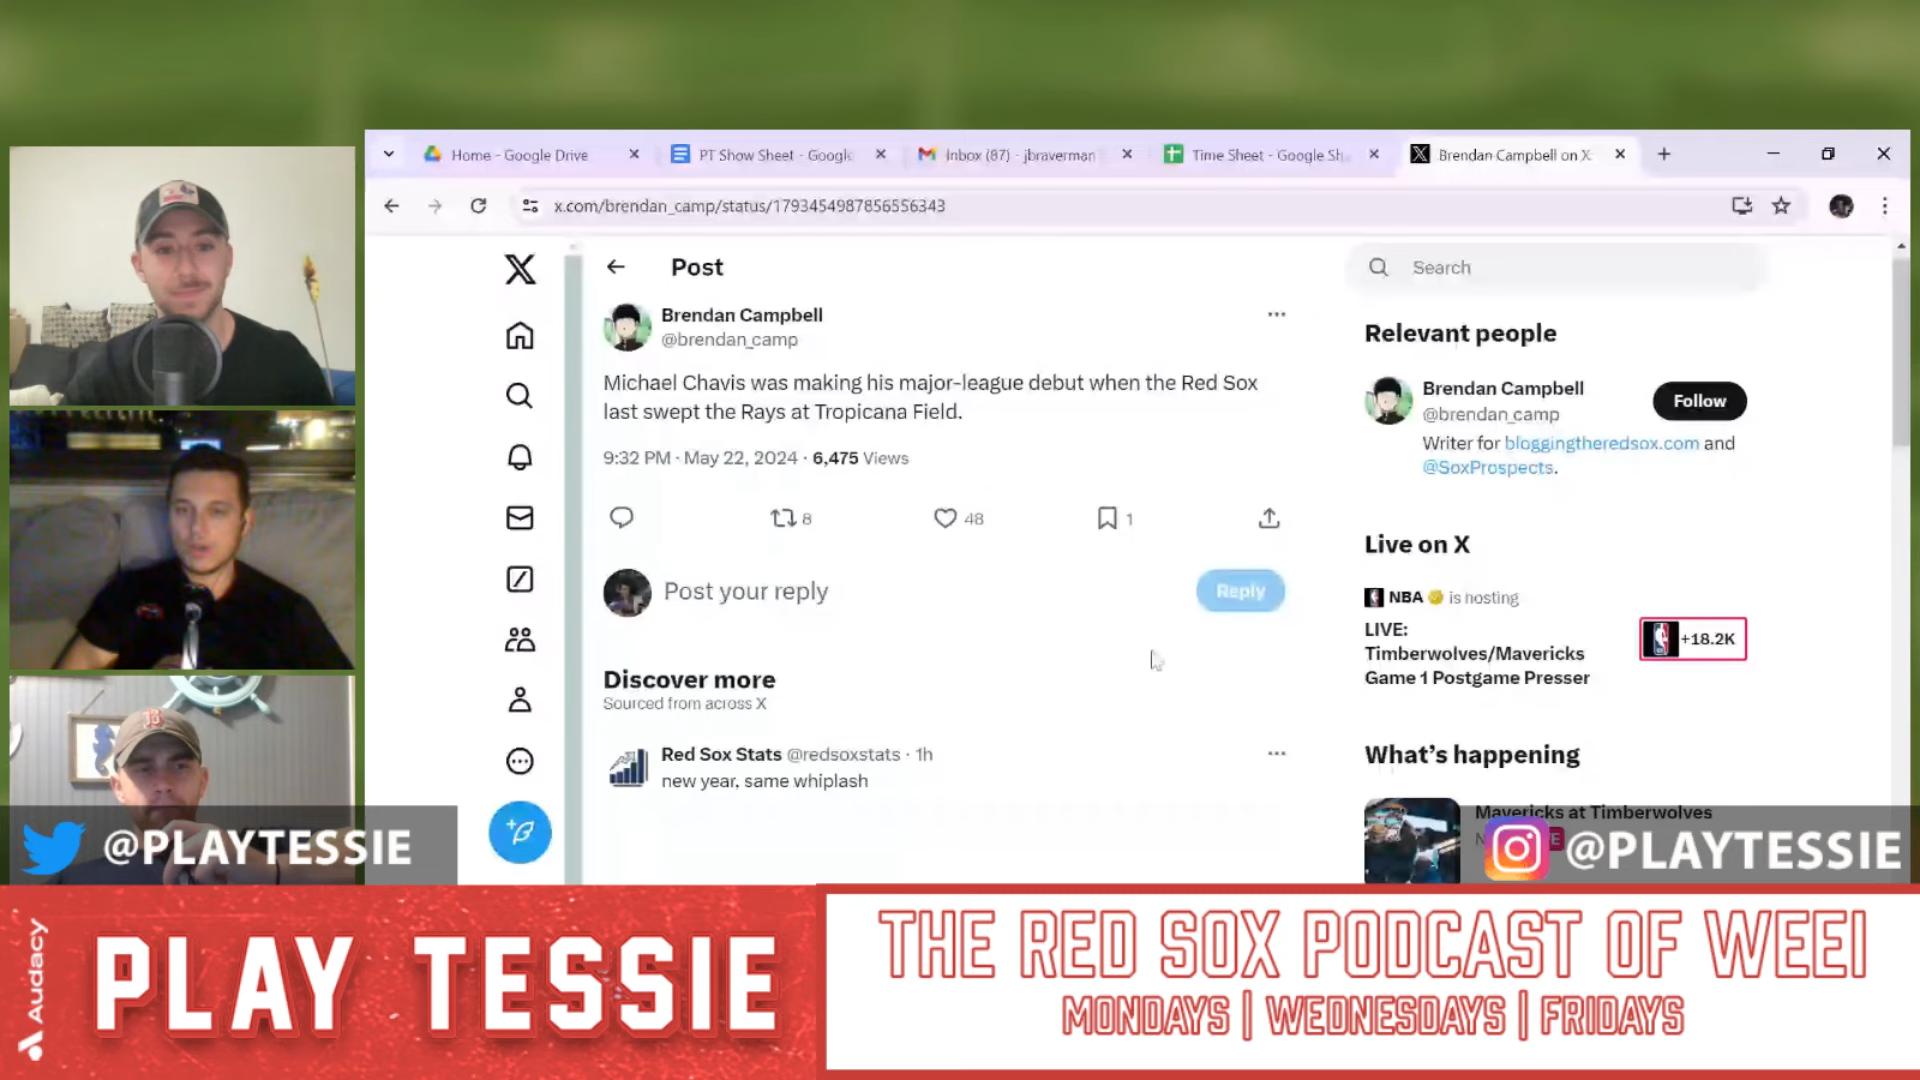 Home - Google Drive
PT Show Sheet - Google
Inbox (87) - jbraverman
Time Sheet - Google Sh
Brendan Campbell on X
x.com/brendan_camp/status/1793454987856556343
Post
Brendan Campbell
@brendan_camp
Michael Chavis was making his major-league debut when the Red Sox
last swept the Rays at Tropicana Field.
9:32 PM · May 22, 2024 · 6,475 Views
8
48
1
Post your reply
Reply
Discover more
Sourced from across X
Red Sox Stats @redsoxstats · 1h
new year, same whiplash
Search
Relevant people
Brendan Campbell
@brendan_camp
Follow
Writer for bloggingtheredsox.com and
@SoxProspects.
Live on X
NBA is hosting
LIVE:
Timberwolves/Mavericks
Game 1 Postgame Presser
+18.2K
What's happening
Mavericks at Timberwolves
@PLAYTESSIE
@PLAYTESSIE
Audacy
PLAY TESSIE
THE RED SOX PODCAST OF WEEI
MONDAYS | WEDNESDAYS | FRIDAYS